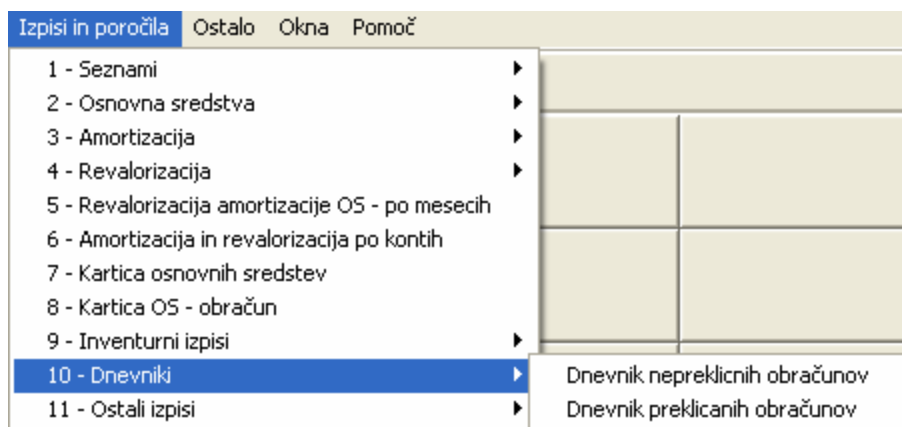 Izpisi in poročila Ostalo Okna Pomoč
1 - Seznami
2 - Osnovna sredstva
3 - Amortizacija
4 - Revalorizacija
5 - Revalorizacija amortizacije OS - po mesecih
6 - Amortizacija in revalorizacija po kontih
7 - Kartica osnovnih sredstev
8 - Kartica OS - obračun
9 - Inventurni izpisi
10 - Dnevniki
11 - Ostali izpisi
Dnevnik nepreklicnih obračunov
Dnevnik preklicanih obračunov